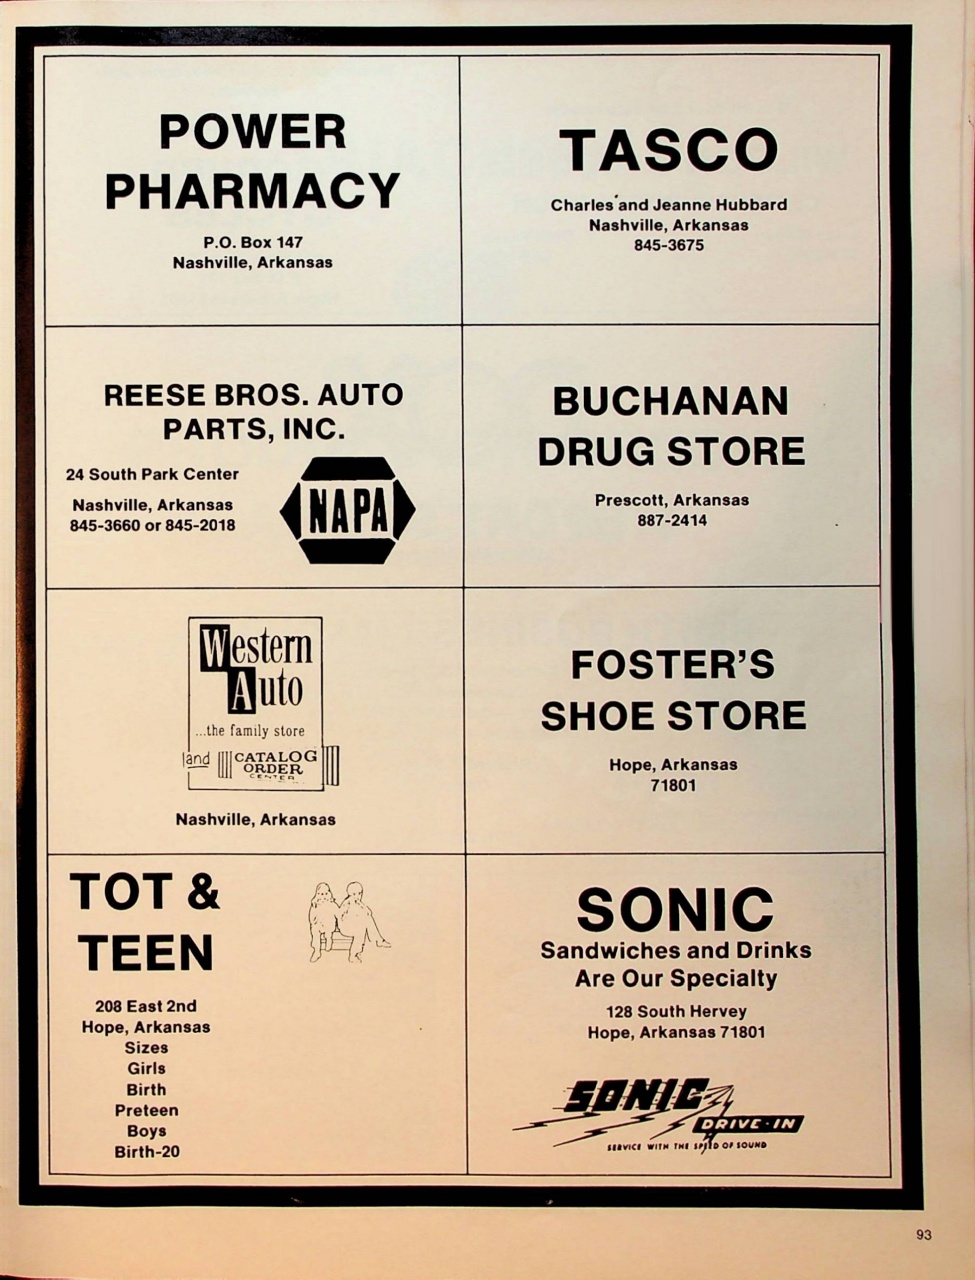 POWER
PHARMACY
P.O. Box 147
Nashville, Arkansas
TASCO
Charles and Jeanne Hubbard
Nashville, Arkansas
845-3675
REESE BROS. AUTO
PARTS, INC.
24 South Park Center
Nashville, Arkansas
845-3660 or 845-2018
NAPA
BUCHANAN
DRUG STORE
Prescott, Arkansas
887-2414
Western
Auto
...the family store
and CATALOG
ORDER
CENTER
Nashville, Arkansas
FOSTER'S
SHOE STORE
Hope, Arkansas
71801
TOT &
TEEN
208 East 2nd
Hope, Arkansas
Sizes
Girls
Birth
Preteen
Boys
Birth-20
SONIC
Sandwiches and Drinks
Are Our Specialty
128 South Hervey
Hope, Arkansas 71801
SONIC
DRIVE-IN
SERVICE WITH THE SPEED OF SOUND
93